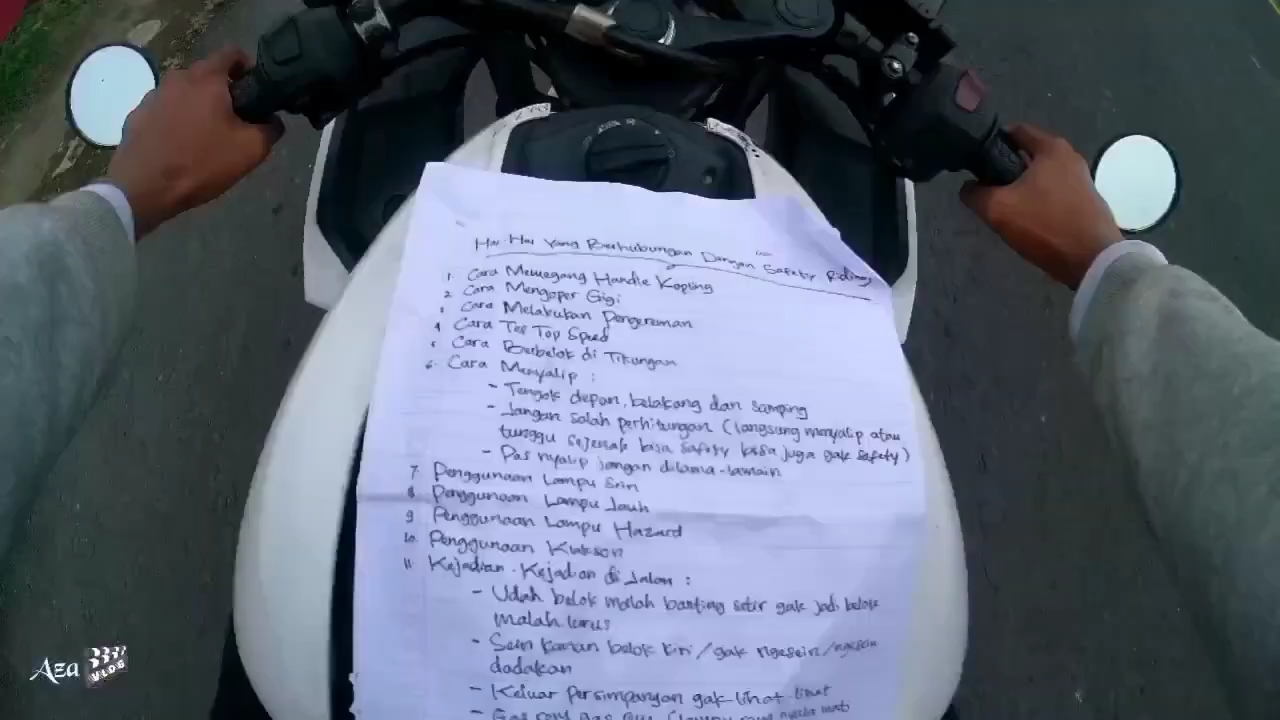 Hal-Hal Yang Berhubungan Dengan Safety Riding
1. Cara Memegang Handle Kopling
2. Cara Mengoper Gigi
3. Cara Melakukan Pengereman
4. Cara Tes Top Speed
5. Cara Berbelok di Tikungan
6. Cara Menyalip :
- Tengok depan, belakang dan samping
- Jangan salah perhitungan (langsung menyalip atau
tunggu sejenak bisa safety bisa juga gak safety)
- Pas nyalip jangan dilama-lamain
7. Penggunaan Lampu Sein
8. Penggunaan Lampu Jauh
9. Penggunaan Lampu Hazard
10. Penggunaan Klakson
11. Kejadian-Kejadian di Jalan :
- Udah belok malah banting setir gak jadi belok
malah lurus
- Sein kanan belok kiri / gak ngesein / ngesein
dadakan
- Keluar persimpangan gak lihat-lihat
Aza
VLOG